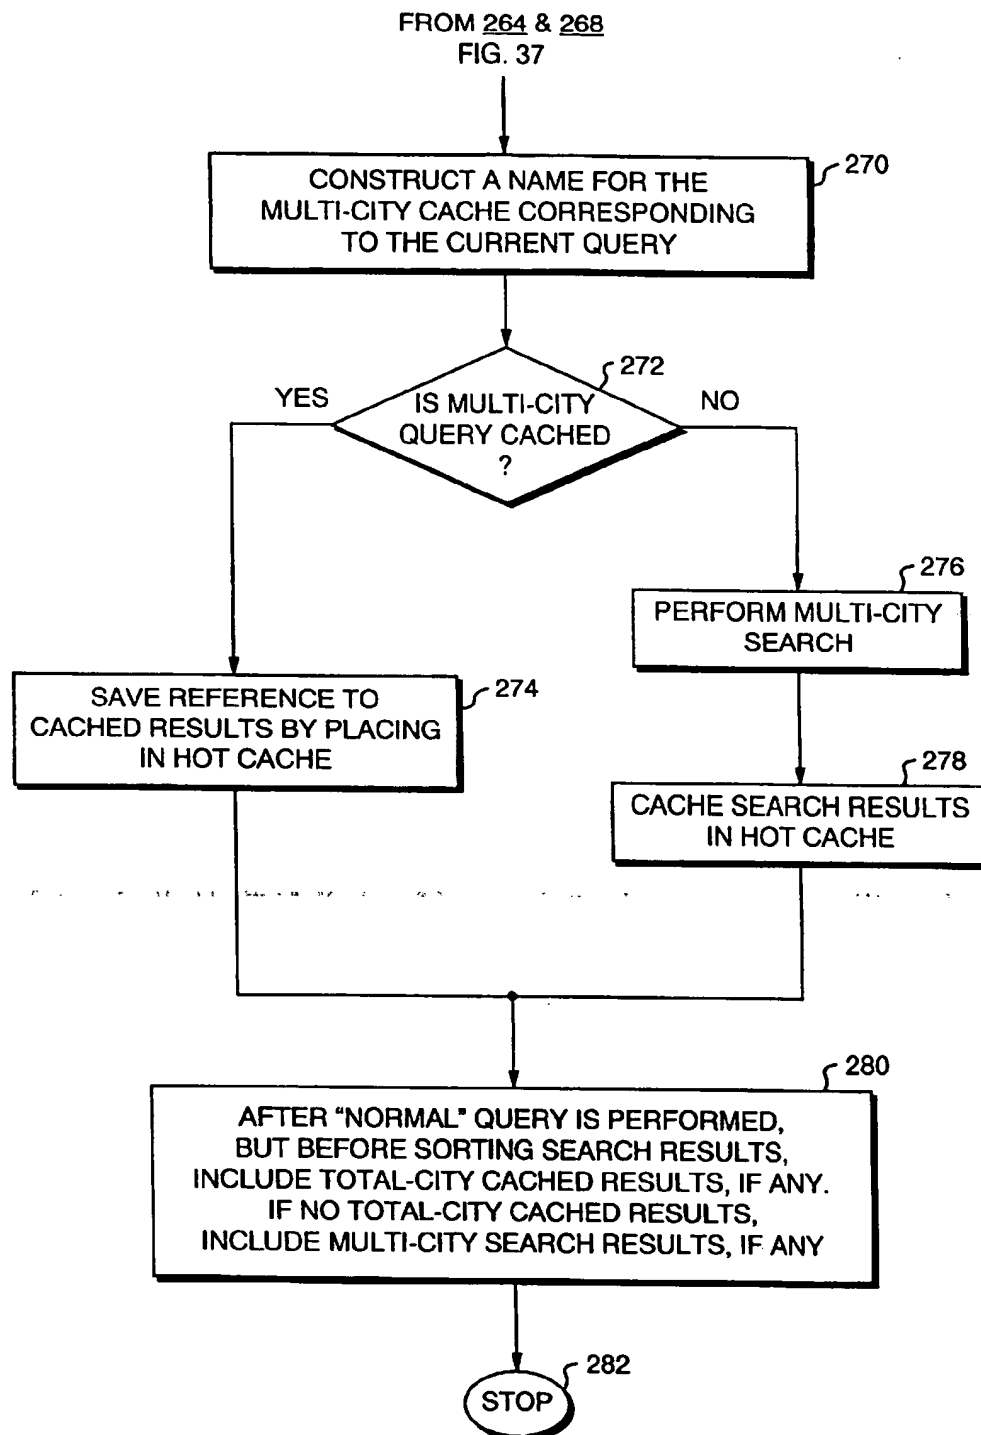 FROM 264 & 268
FIG. 37
270
CONSTRUCT A NAME FOR THE
MULTI-CITY CACHE CORRESPONDING
TO THE CURRENT QUERY
272
YES
NO
IS MULTI-CITY
QUERY CACHED
?
276
PERFORM MULTI-CITY
SEARCH
274
SAVE REFERENCE TO
CACHED RESULTS BY PLACING
IN HOT CACHE
278
CACHE SEARCH RESULTS
IN HOT CACHE
280
AFTER "NORMAL" QUERY IS PERFORMED,
BUT BEFORE SORTING SEARCH RESULTS,
INCLUDE TOTAL-CITY CACHED RESULTS, IF ANY.
IF NO TOTAL-CITY CACHED RESULTS,
INCLUDE MULTI-CITY SEARCH RESULTS, IF ANY
282
STOP